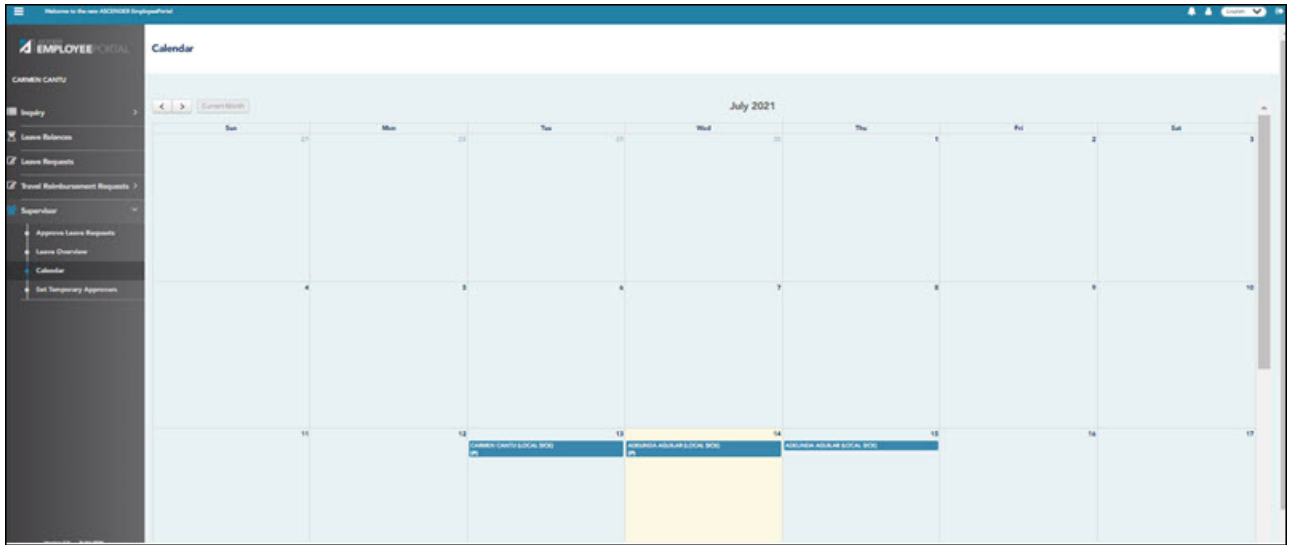 Welcome to the new ASCENDER EmployeePortal
English
EMPLOYEEPORTAL
CARMEN CANTU
Inquiry
Leave Balances
Leave Requests
Travel Reimbursement Requests
Supervisor
Approve Leave Requests
Leave Overview
Calendar
Set Temporary Approvers
Calendar
< > Current Month
July 2021
Sun Mon Tue Wed Thu Fri Sat
27 28 29 30 1 2 3
4 5 6 7 8 9 10
11 12 13 14 15 16 17
CARMEN CANTU (LOCAL SICK)
(P)
ADELINDA AGUILAR (LOCAL SICK)
(P)
ADELINDA AGUILAR (LOCAL SICK)